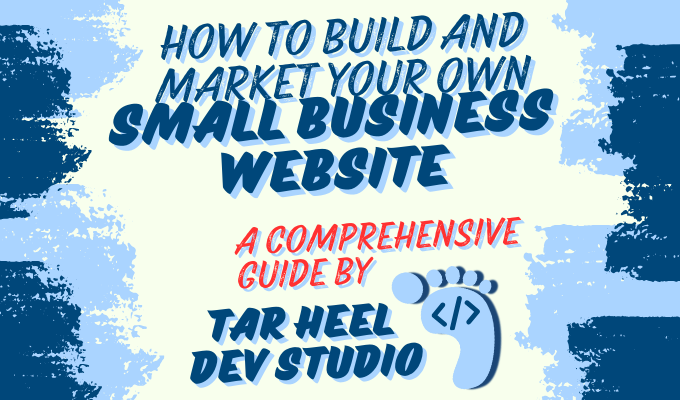 HOW TO BUILD AND
MARKET YOUR OWN
SMALL BUSINESS
WEBSITE
A COMPREHENSIVE
GUIDE BY
TAR HEEL
DEV STUDIO
</>